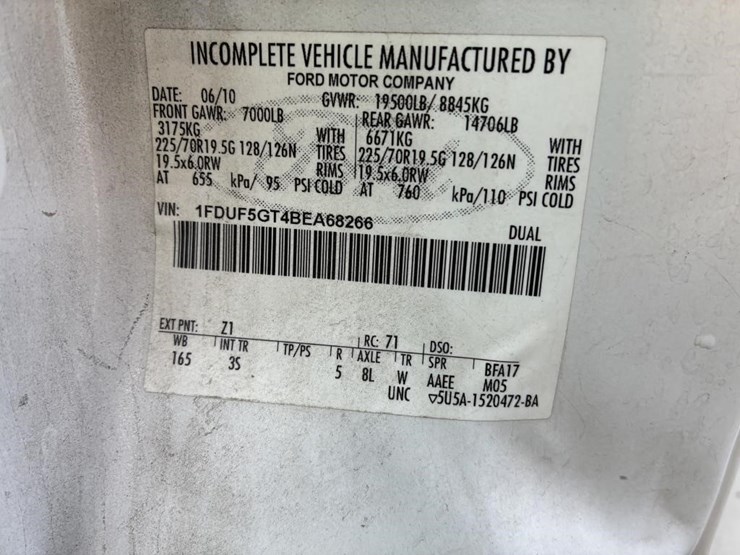 INCOMPLETE VEHICLE MANUFACTURED BY
FORD MOTOR COMPANY
DATE: 06/10 GVWR: 19500LB/ 8845KG
FRONT GAWR: 7000LB REAR GAWR: 14706LB
3175KG WITH 6671KG WITH
225/70R19.5G 128/126N TIRES 225/70R19.5G 128/126N TIRES
19.5x6.0RW RIMS 19.5x6.0RW RIMS
AT 655 kPa/ 95 PSI COLD AT 760 kPa/110 PSI COLD
VIN: 1FDUF5GT4BEA68266 DUAL
EXT PNT: Z1 RC: 71 DSO:
WB INT TR TP/PS R AXLE TR SPR BFA17
165 3S 5 8L W AAEE M05
UNC ▽5U5A-1520472-BA